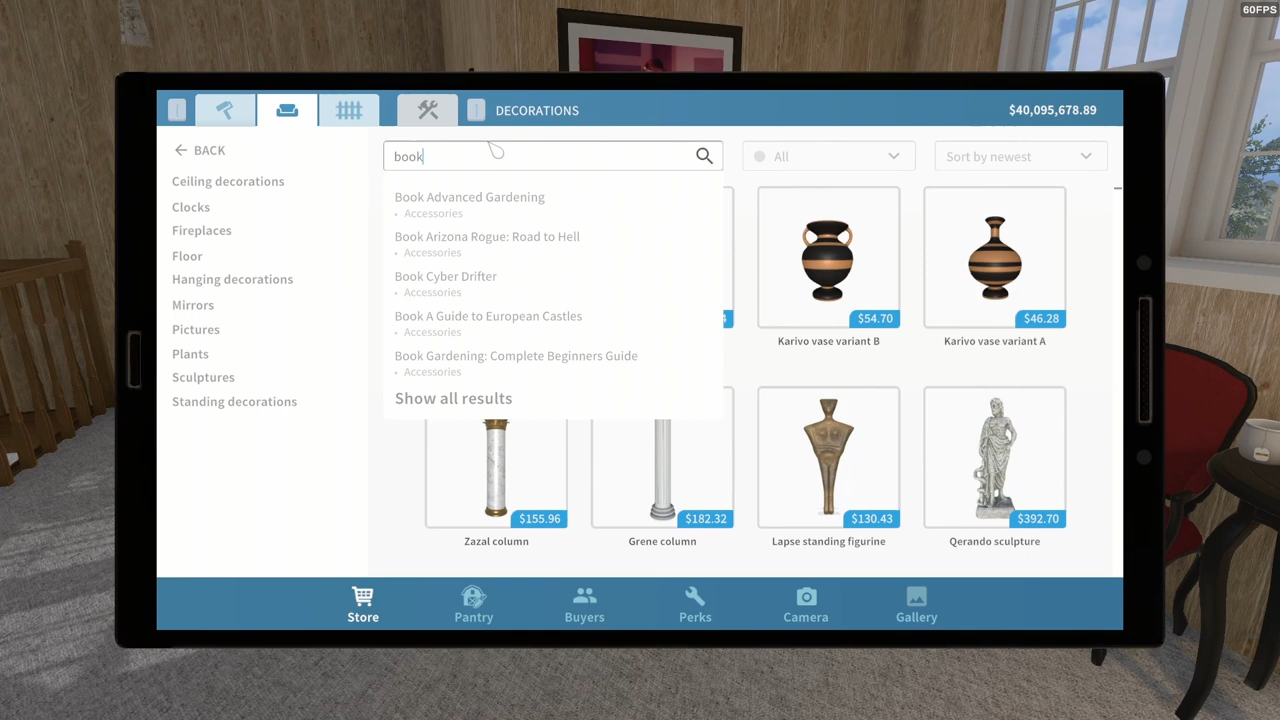 60FPS
DECORATIONS
$40,095,678.89
BACK
book
All
Sort by newest
Ceiling decorations
Clocks
Fireplaces
Floor
Hanging decorations
Mirrors
Pictures
Plants
Sculptures
Standing decorations
Book Advanced Gardening
• Accessories
Book Arizona Rogue: Road to Hell
• Accessories
Book Cyber Drifter
• Accessories
Book A Guide to European Castles
• Accessories
Book Gardening: Complete Beginners Guide
• Accessories
Show all results
$54.70
$46.28
Karivo vase variant B
Karivo vase variant A
$155.96
$182.32
$130.43
$392.70
Zazal column
Grene column
Lapse standing figurine
Qerando sculpture
Store
Pantry
Buyers
Perks
Camera
Gallery